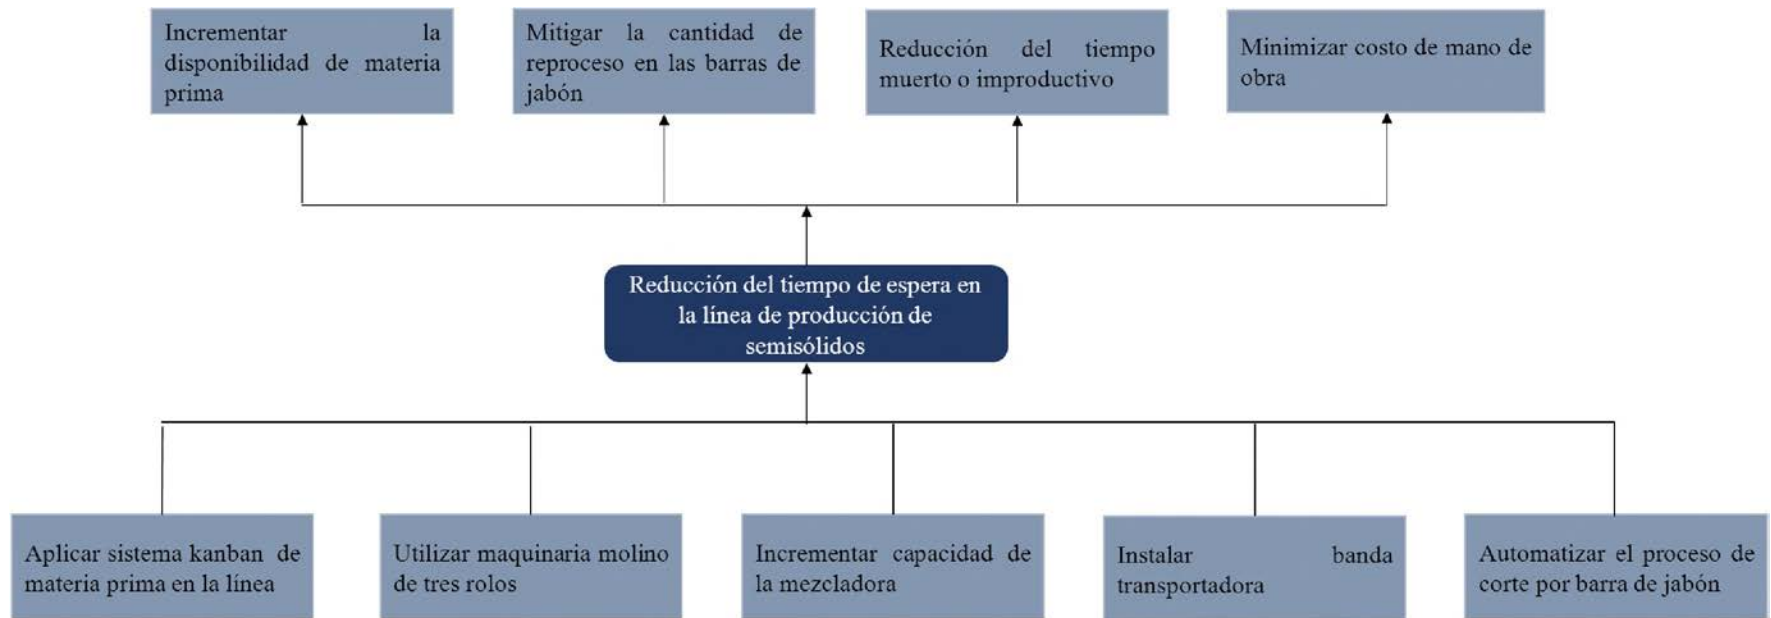 Incrementar la
disponibilidad de materia
prima
Mitigar la cantidad de
reproceso en las barras de
jabón
Reducción del tiempo
muerto o improductivo
Minimizar costo de mano de
obra
Reducción del tiempo de espera en
la línea de producción de
semisólidos
Aplicar sistema kanban de
materia prima en la línea
Utilizar maquinaria molino
de tres rolos
Incrementar capacidad de
la mezcladora
Instalar banda
transportadora
Automatizar el proceso de
corte por barra de jabón